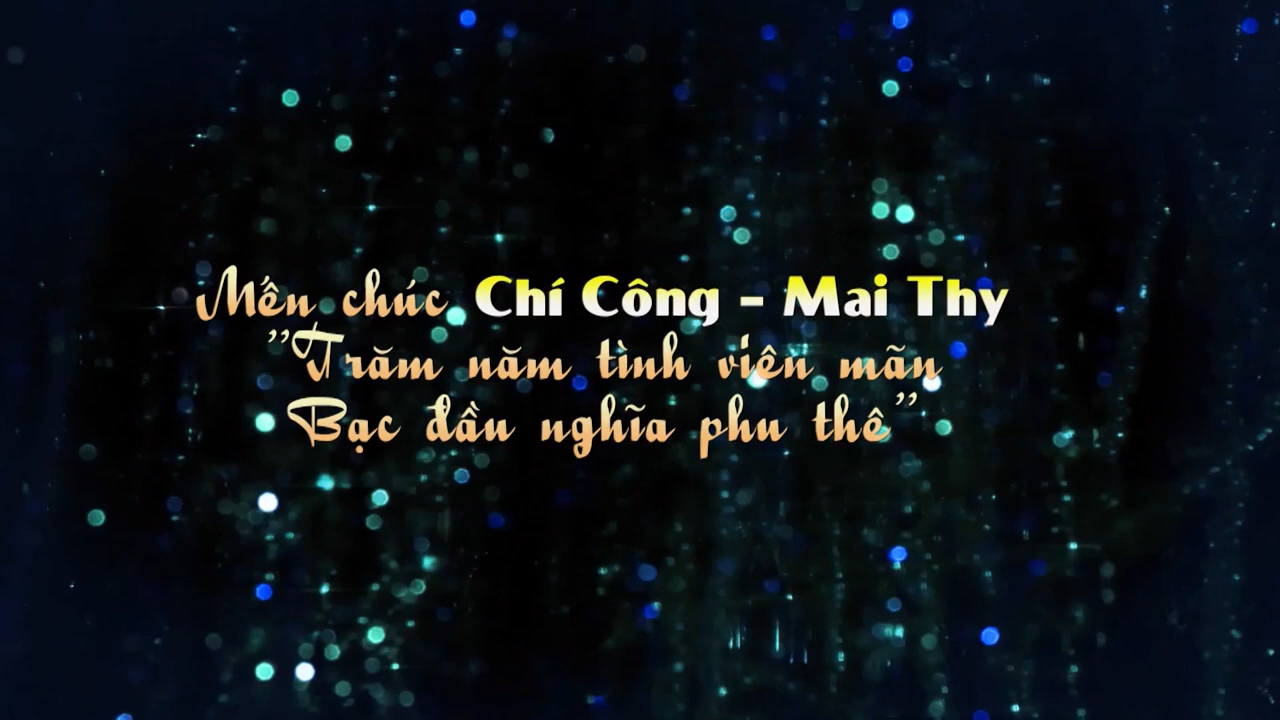 Mến chúc Chí Công - Mai Thy
"Trăm năm tình viên mãn
Bạc đầu nghĩa phu thê"